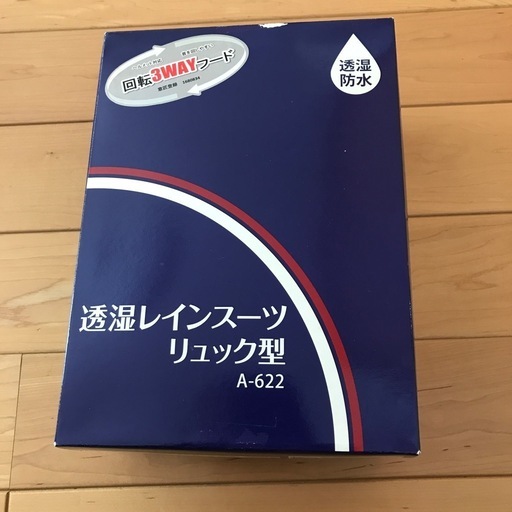 回転3WAYフード
透湿
防水
透湿レインスーツ
リュック型
A-622